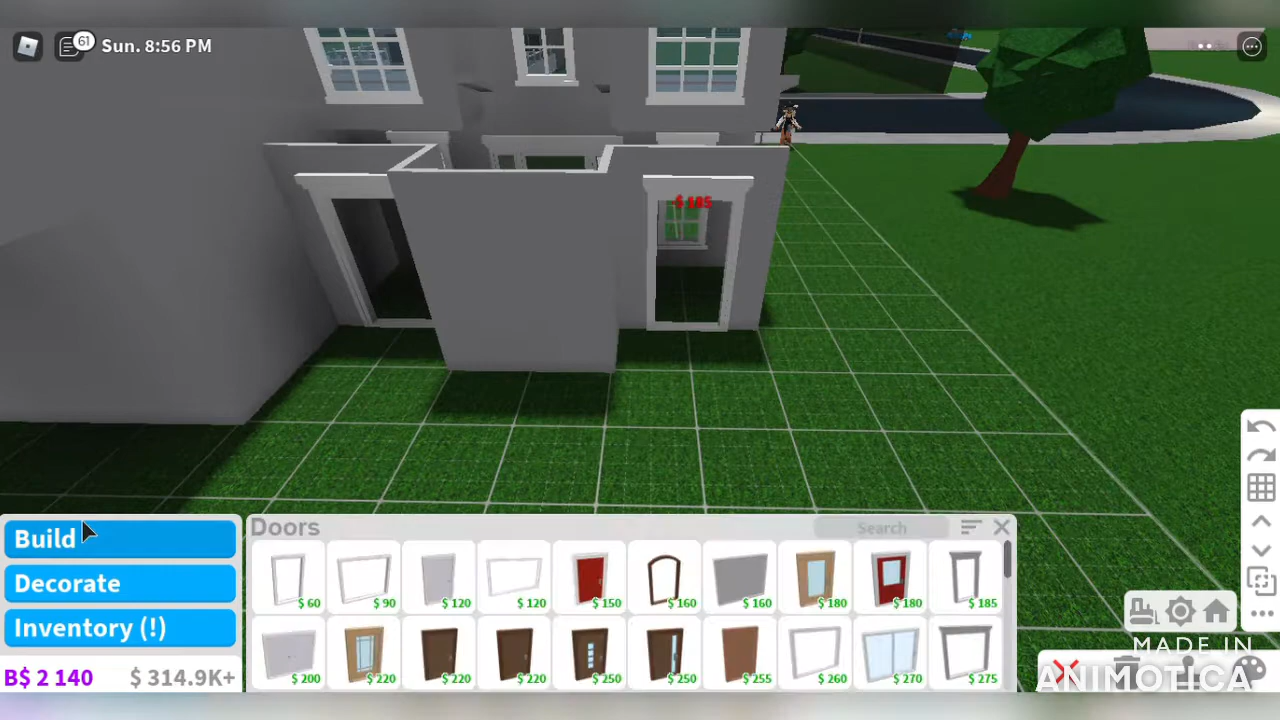 61
Sun. 8:56 PM
$ 185
Build
Decorate
Inventory (!)
B$ 2 140
$ 314.9K+
Doors
Search
$ 60
$ 90
$ 120
$ 120
$ 150
$ 160
$ 160
$ 180
$ 180
$ 185
$ 200
$ 220
$ 220
$ 220
$ 250
$ 250
$ 255
$ 260
$ 270
$ 275
MADE IN
ANIMOTICA